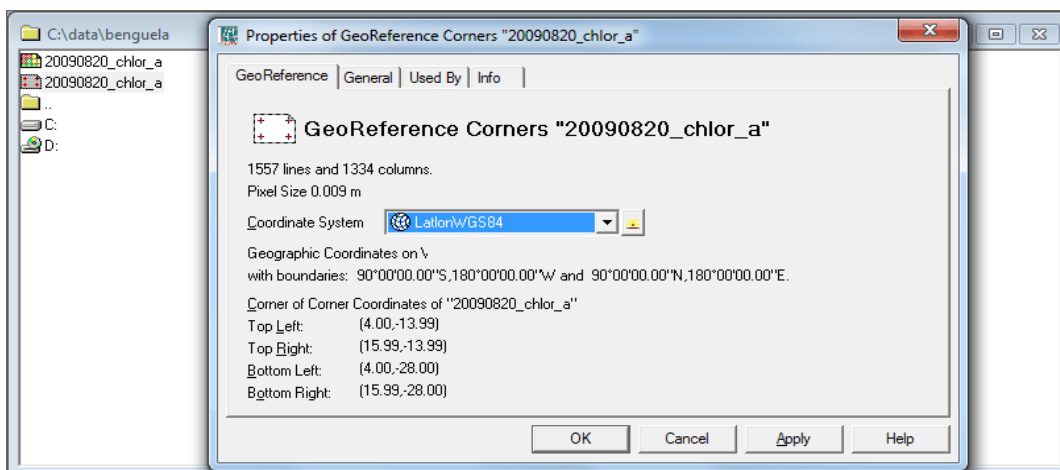 C:\data\benguela
20090820_chlor_a
20090820_chlor_a
..
C:
D:
Properties of GeoReference Corners "20090820_chlor_a"
GeoReference
General
Used By
Info
GeoReference Corners "20090820_chlor_a"
1557 lines and 1334 columns.
Pixel Size 0.009 m
Coordinate System
LatlonWGS84
Geographic Coordinates on \
with boundaries: 90°00'00.00"S,180°00'00.00"W and 90°00'00.00"N,180°00'00.00"E.
Corner of Corner Coordinates of "20090820_chlor_a"
Top Left: (4.00,-13.99)
Top Right: (15.99,-13.99)
Bottom Left: (4.00,-28.00)
Bottom Right: (15.99,-28.00)
OK
Cancel
Apply
Help